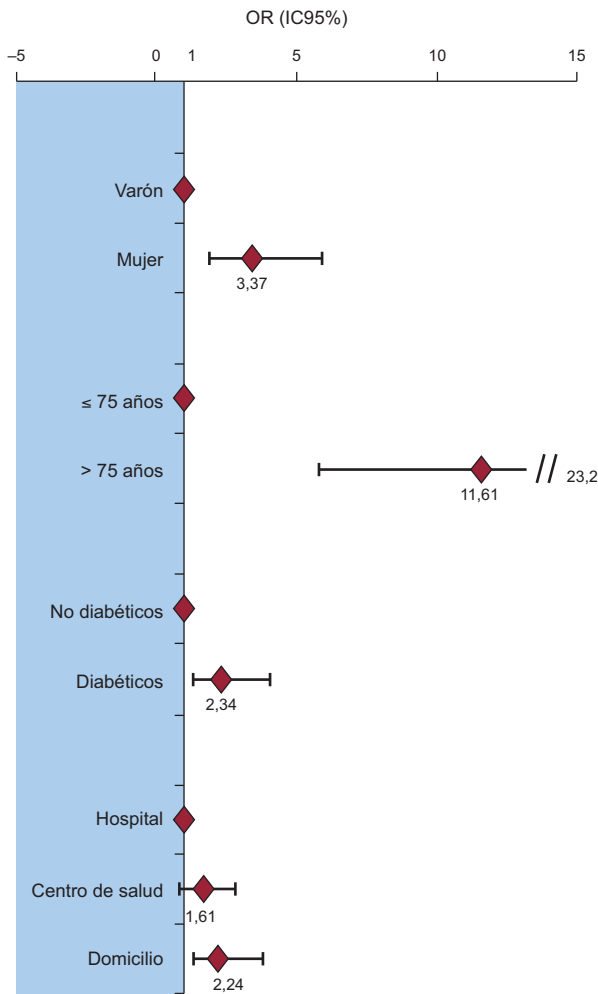 OR (IC95%)
–5 0 1 5 10 15
Varón
Mujer
3,37
≤ 75 años
> 75 años
23,2
11,61
No diabéticos
Diabéticos
2,34
Hospital
Centro de salud
1,61
Domicilio
2,24